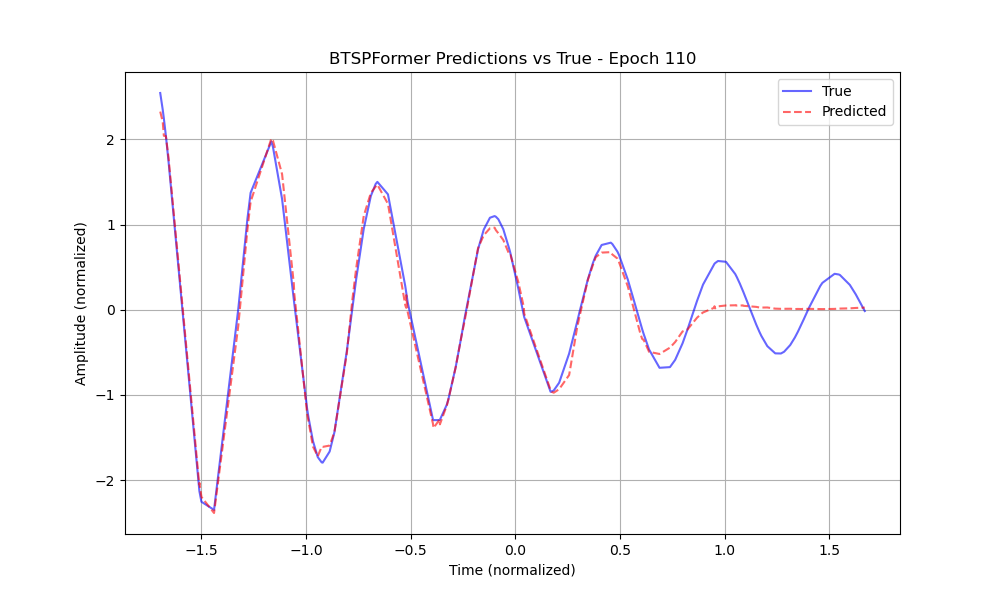 BTSPFormer Predictions vs True - Epoch 110
True
Predicted
2
1
0
−1
−2
Amplitude (normalized)
−1.5
−1.0
−0.5
0.0
0.5
1.0
1.5
Time (normalized)